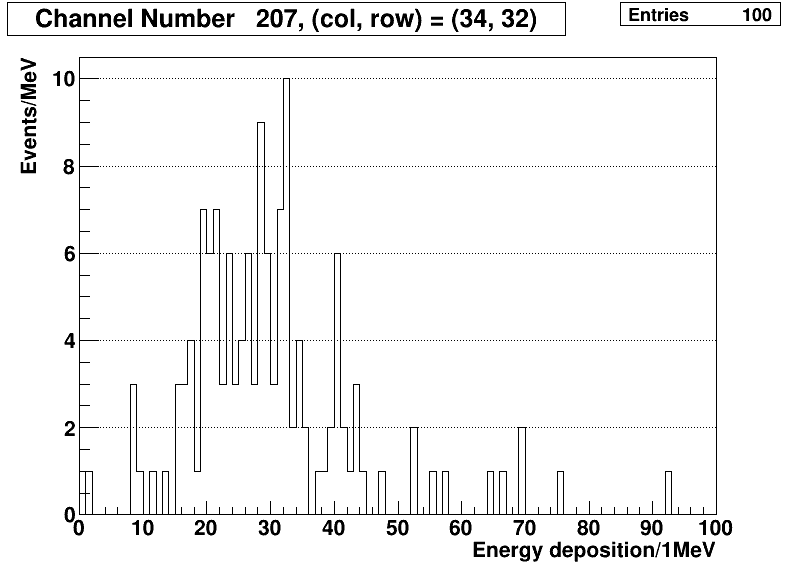 Channel Number 207, (col, row) = (34, 32)
Entries 100
Events/MeV
10
8
6
4
2
0
0 10 20 30 40 50 60 70 80 90 100
Energy deposition/1MeV